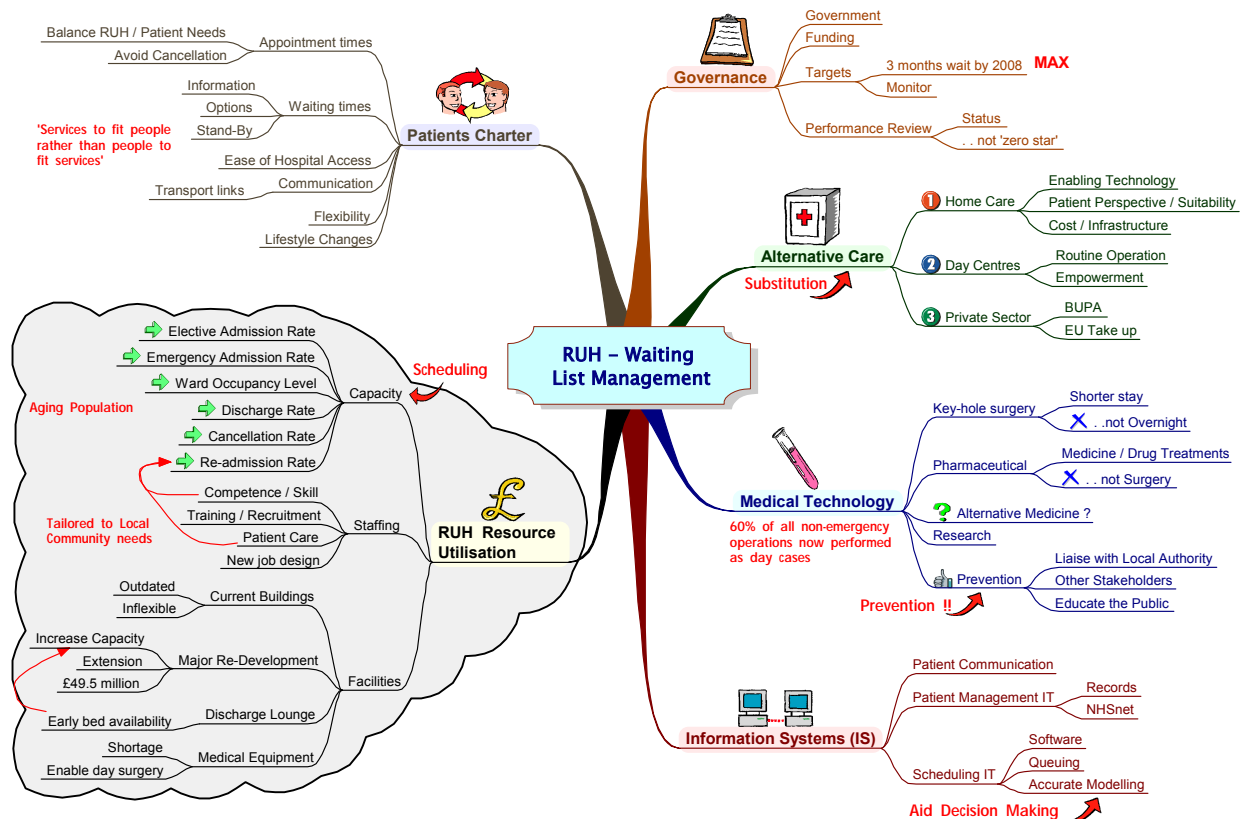 RUH – Waiting
List Management
Patients Charter
Appointment times
Balance RUH / Patient Needs
Avoid Cancellation
Waiting times
Information
Options
Stand-By
Ease of Hospital Access
Communication
Transport links
Flexibility
Lifestyle Changes
'Services to fit people
rather than people to
fit services'
Governance
Government
Funding
Targets
3 months wait by 2008
MAX
Monitor
Performance Review
Status
. . not 'zero star'
Alternative Care
Substitution
1 Home Care
Enabling Technology
Patient Perspective / Suitability
Cost / Infrastructure
2 Day Centres
Routine Operation
Empowerment
3 Private Sector
BUPA
EU Take up
Medical Technology
60% of all non-emergency
operations now performed
as day cases
Key-hole surgery
Shorter stay
. . .not Overnight
Pharmaceutical
Medicine / Drug Treatments
. . not Surgery
? Alternative Medicine ?
Research
Prevention
Prevention !!
Liaise with Local Authority
Other Stakeholders
Educate the Public
Information Systems (IS)
Patient Communication
Patient Management IT
Records
NHSnet
Scheduling IT
Software
Queuing
Accurate Modelling
Aid Decision Making
£
RUH Resource
Utilisation
Capacity
Scheduling
Elective Admission Rate
Emergency Admission Rate
Ward Occupancy Level
Discharge Rate
Cancellation Rate
Re-admission Rate
Aging Population
Staffing
Competence / Skill
Training / Recruitment
Patient Care
New job design
Tailored to Local
Community needs
Facilities
Current Buildings
Outdated
Inflexible
Major Re-Development
Increase Capacity
Extension
£49.5 million
Discharge Lounge
Early bed availability
Medical Equipment
Shortage
Enable day surgery